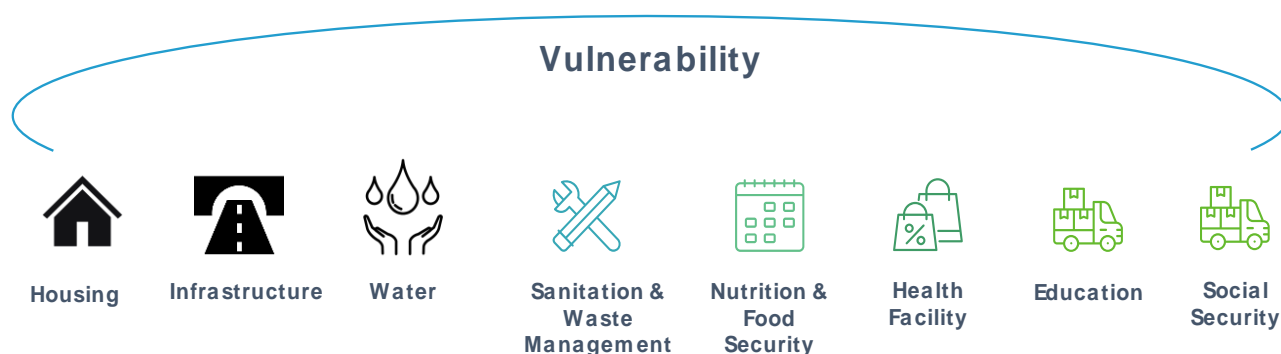 Vulnerability
Housing
Infrastructure
Water
Sanitation &
Waste
Management
Nutrition &
Food
Security
Health
Facility
Education
Social
Security
%